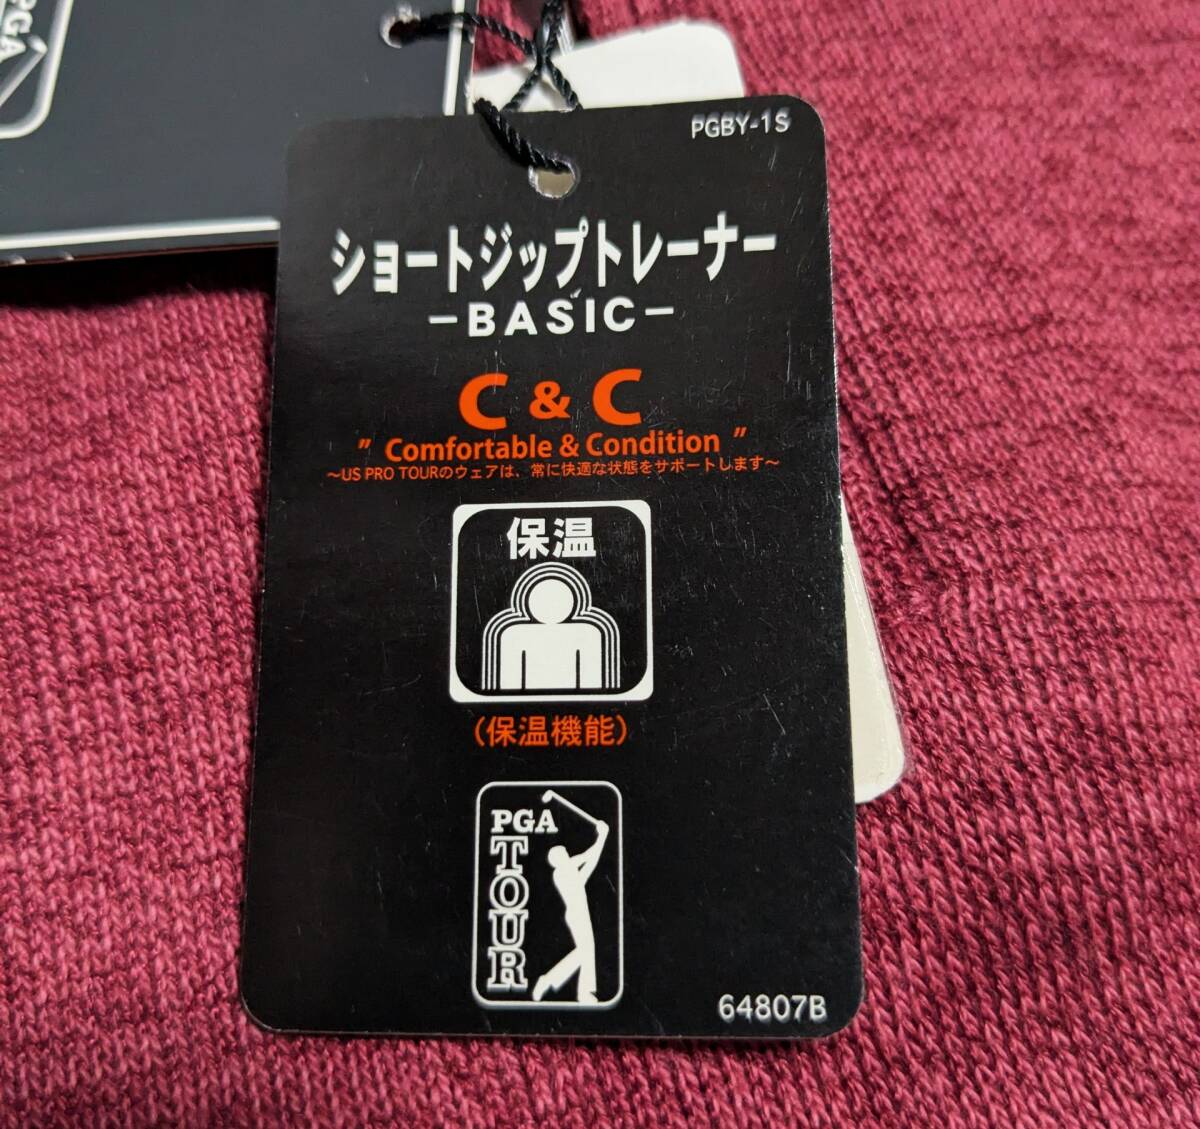 PGA
PGBY-1S
ショートジップトレーナー
-BASIC-
C & C
" Comfortable & Condition "
～US PRO TOURのウェアは、常に快適な状態をサポートします～
保温
（保温機能）
PGA
TOUR
64807B